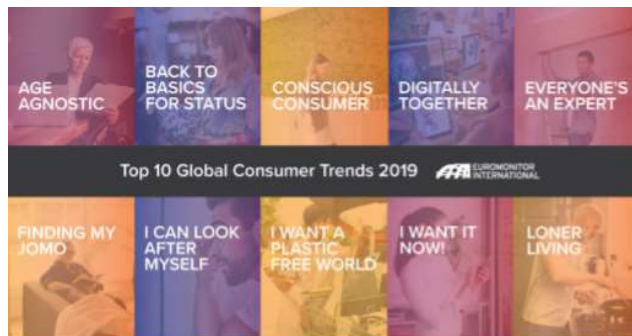 AGE
AGNOSTIC
BACK TO
BASICS
FOR STATUS
CONSCIOUS
CONSUMER
DIGITALLY
TOGETHER
EVERYONE'S
AN EXPERT
Top 10 Global Consumer Trends 2019
EUROMONITOR
INTERNATIONAL
FINDING MY
JOMO
I CAN LOOK
AFTER
MYSELF
I WANT A
PLASTIC
FREE WORLD
I WANT IT
NOW!
LONER
LIVING